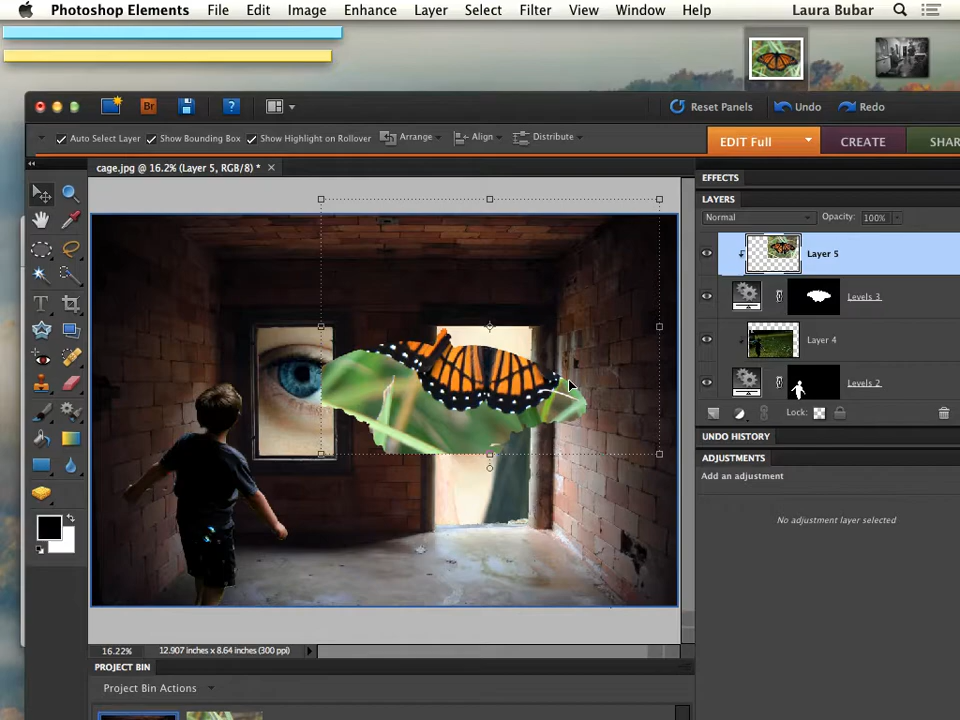 Photoshop Elements File Edit Image Enhance Layer Select Filter View Window Help Laura Bubar
Br ? Reset Panels Undo Redo
Auto Select Layer Show Bounding Box Show Highlight on Rollover Arrange Align Distribute EDIT Full CREATE SHAR
cage.jpg @ 16.2% (Layer 5, RGB/8) *
EFFECTS
LAYERS
Normal Opacity: 100%
Layer 5
Levels 3
Layer 4
Levels 2
Lock:
UNDO HISTORY
ADJUSTMENTS
Add an adjustment
No adjustment layer selected
T
16.22% 12.907 inches x 8.64 inches (300 ppi)
PROJECT BIN
Project Bin Actions